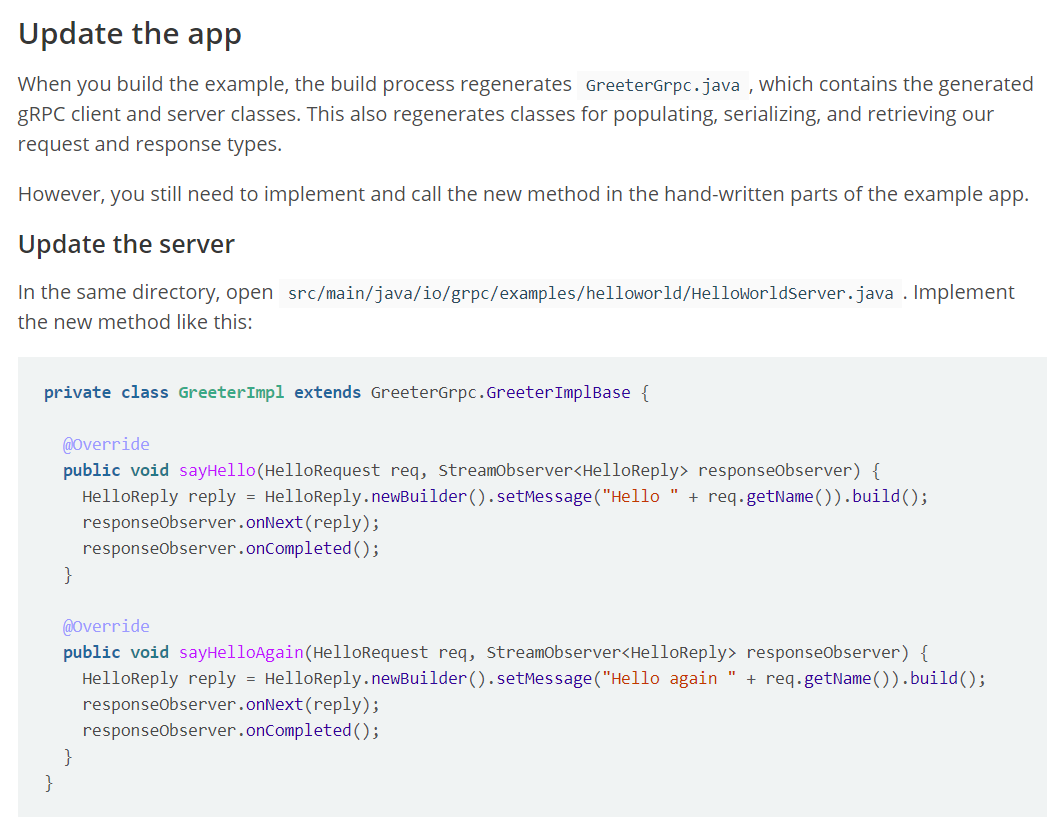 Update the app
When you build the example, the build process regenerates GreeterGrpc.java , which contains the generated
gRPC client and server classes. This also regenerates classes for populating, serializing, and retrieving our
request and response types.
However, you still need to implement and call the new method in the hand-written parts of the example app.
Update the server
In the same directory, open src/main/java/io/grpc/examples/helloworld/HelloWorldServer.java . Implement
the new method like this:
private class GreeterImpl extends GreeterGrpc.GreeterImplBase {
  @Override
  public void sayHello(HelloRequest req, StreamObserver<HelloReply> responseObserver) {
    HelloReply reply = HelloReply.newBuilder().setMessage("Hello " + req.getName()).build();
    responseObserver.onNext(reply);
    responseObserver.onCompleted();
  }
  @Override
  public void sayHelloAgain(HelloRequest req, StreamObserver<HelloReply> responseObserver) {
    HelloReply reply = HelloReply.newBuilder().setMessage("Hello again " + req.getName()).build();
    responseObserver.onNext(reply);
    responseObserver.onCompleted();
  }
}